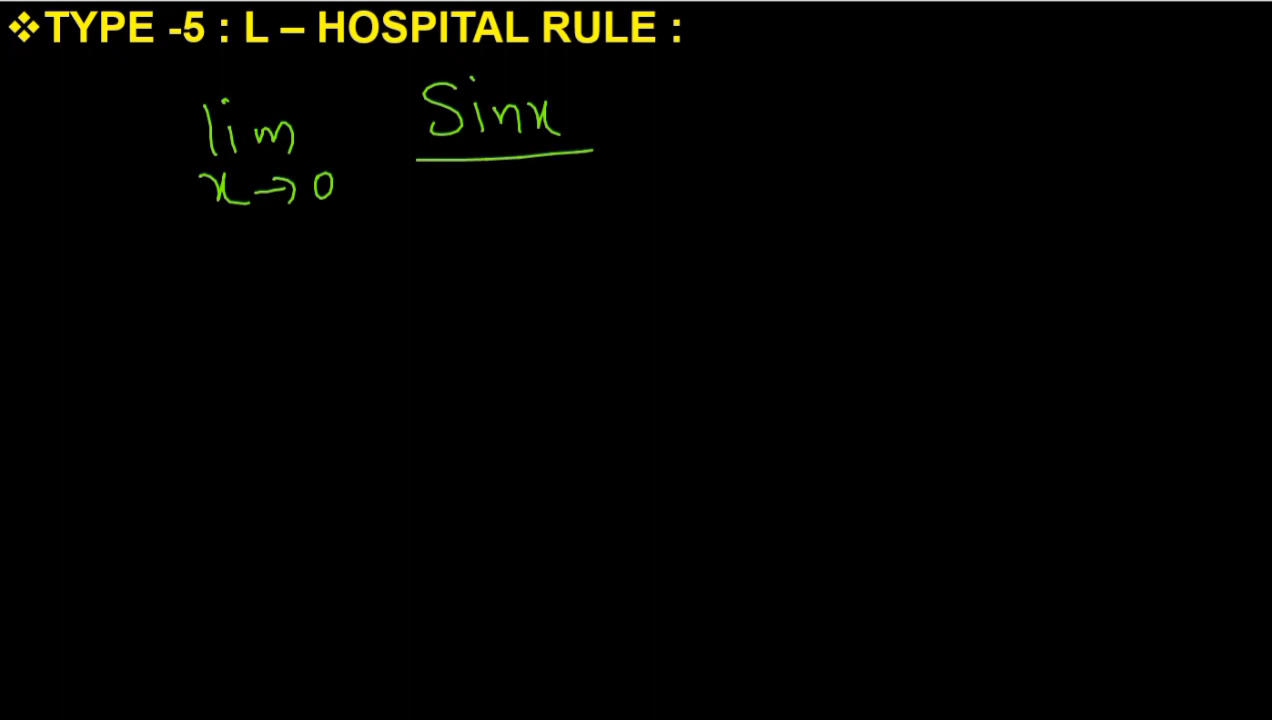 ❖TYPE -5 : L – HOSPITAL RULE :
lim Sinx
x→0